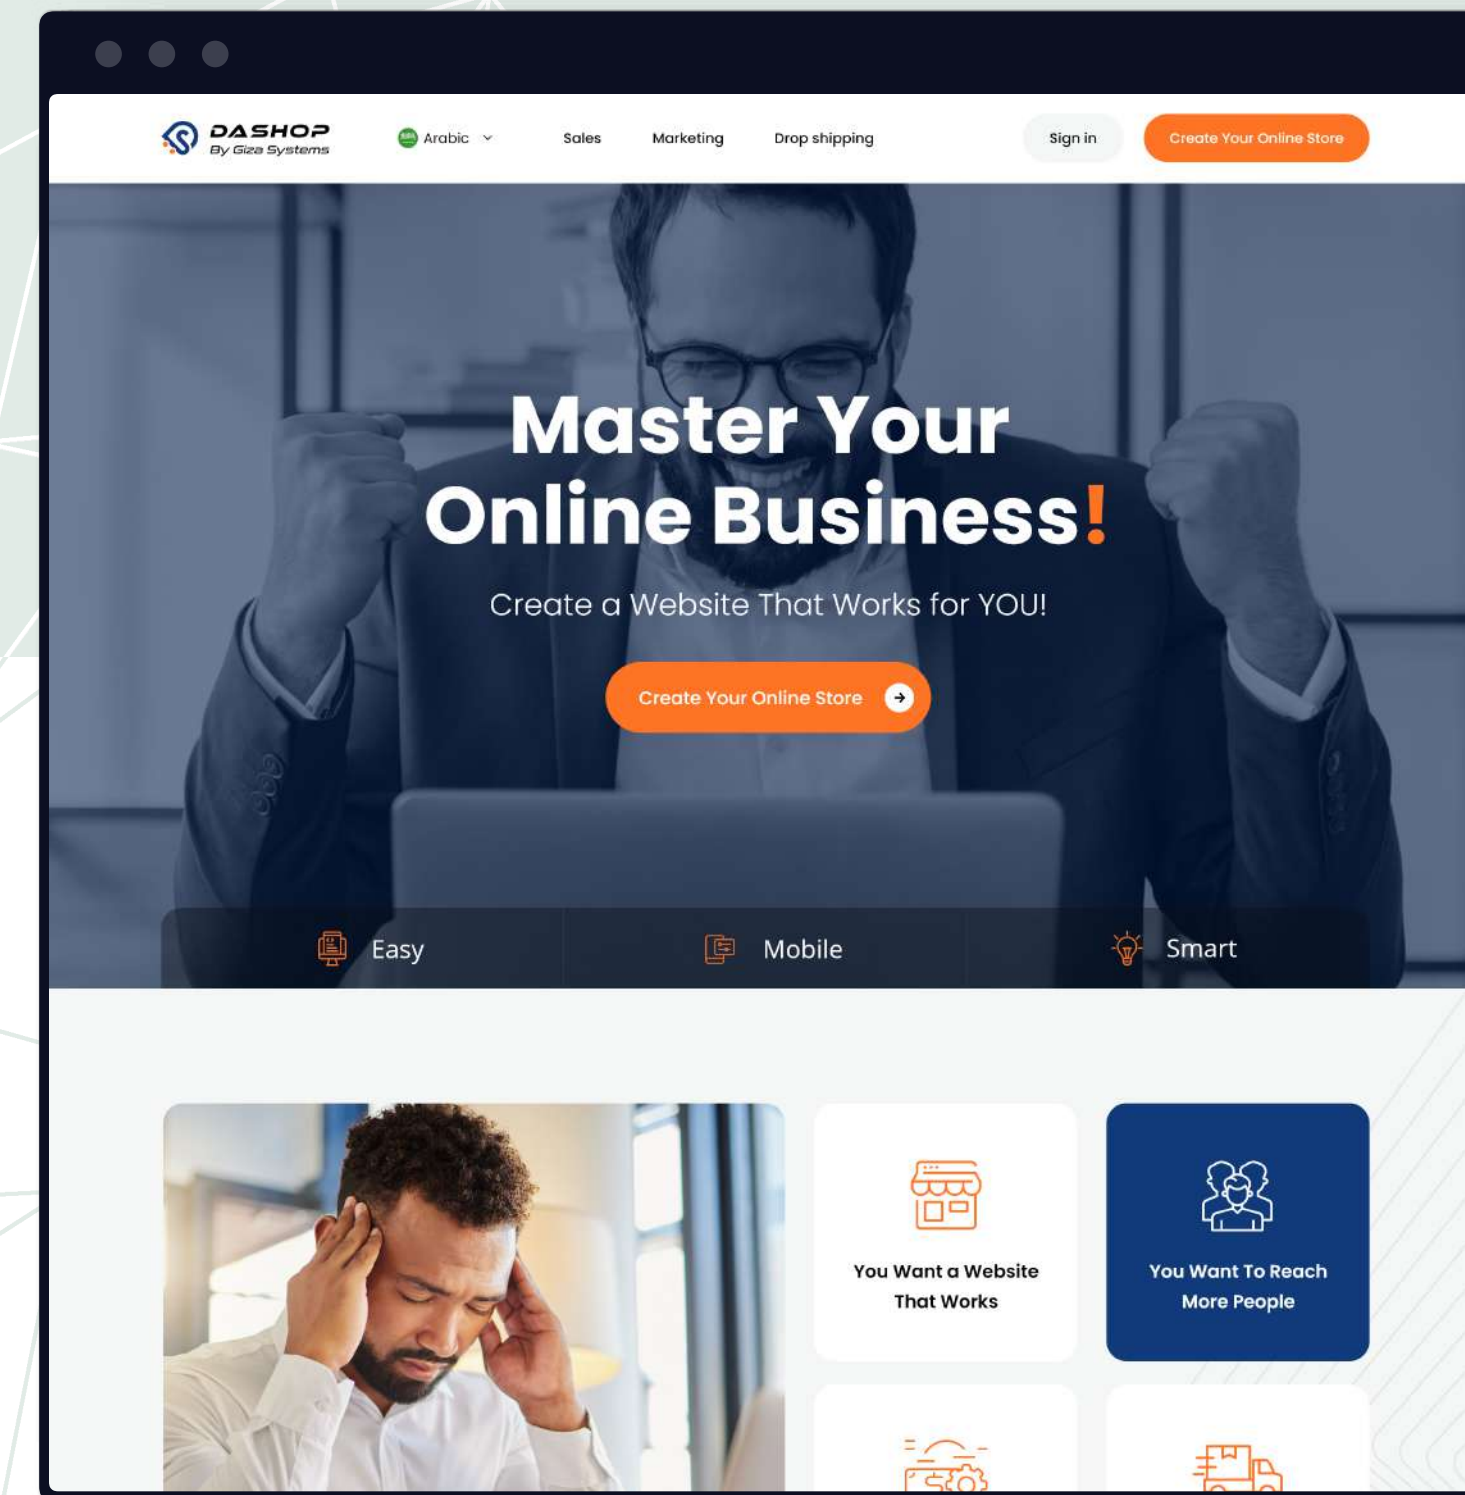 DASHOP
By Giza Systems
Arabic
Sales
Marketing
Drop shipping
Sign in
Create Your Online Store
Master Your
Online Business!
Create a Website That Works for YOU!
Create Your Online Store
Easy
Mobile
Smart
You Want a Website
That Works
You Want To Reach
More People